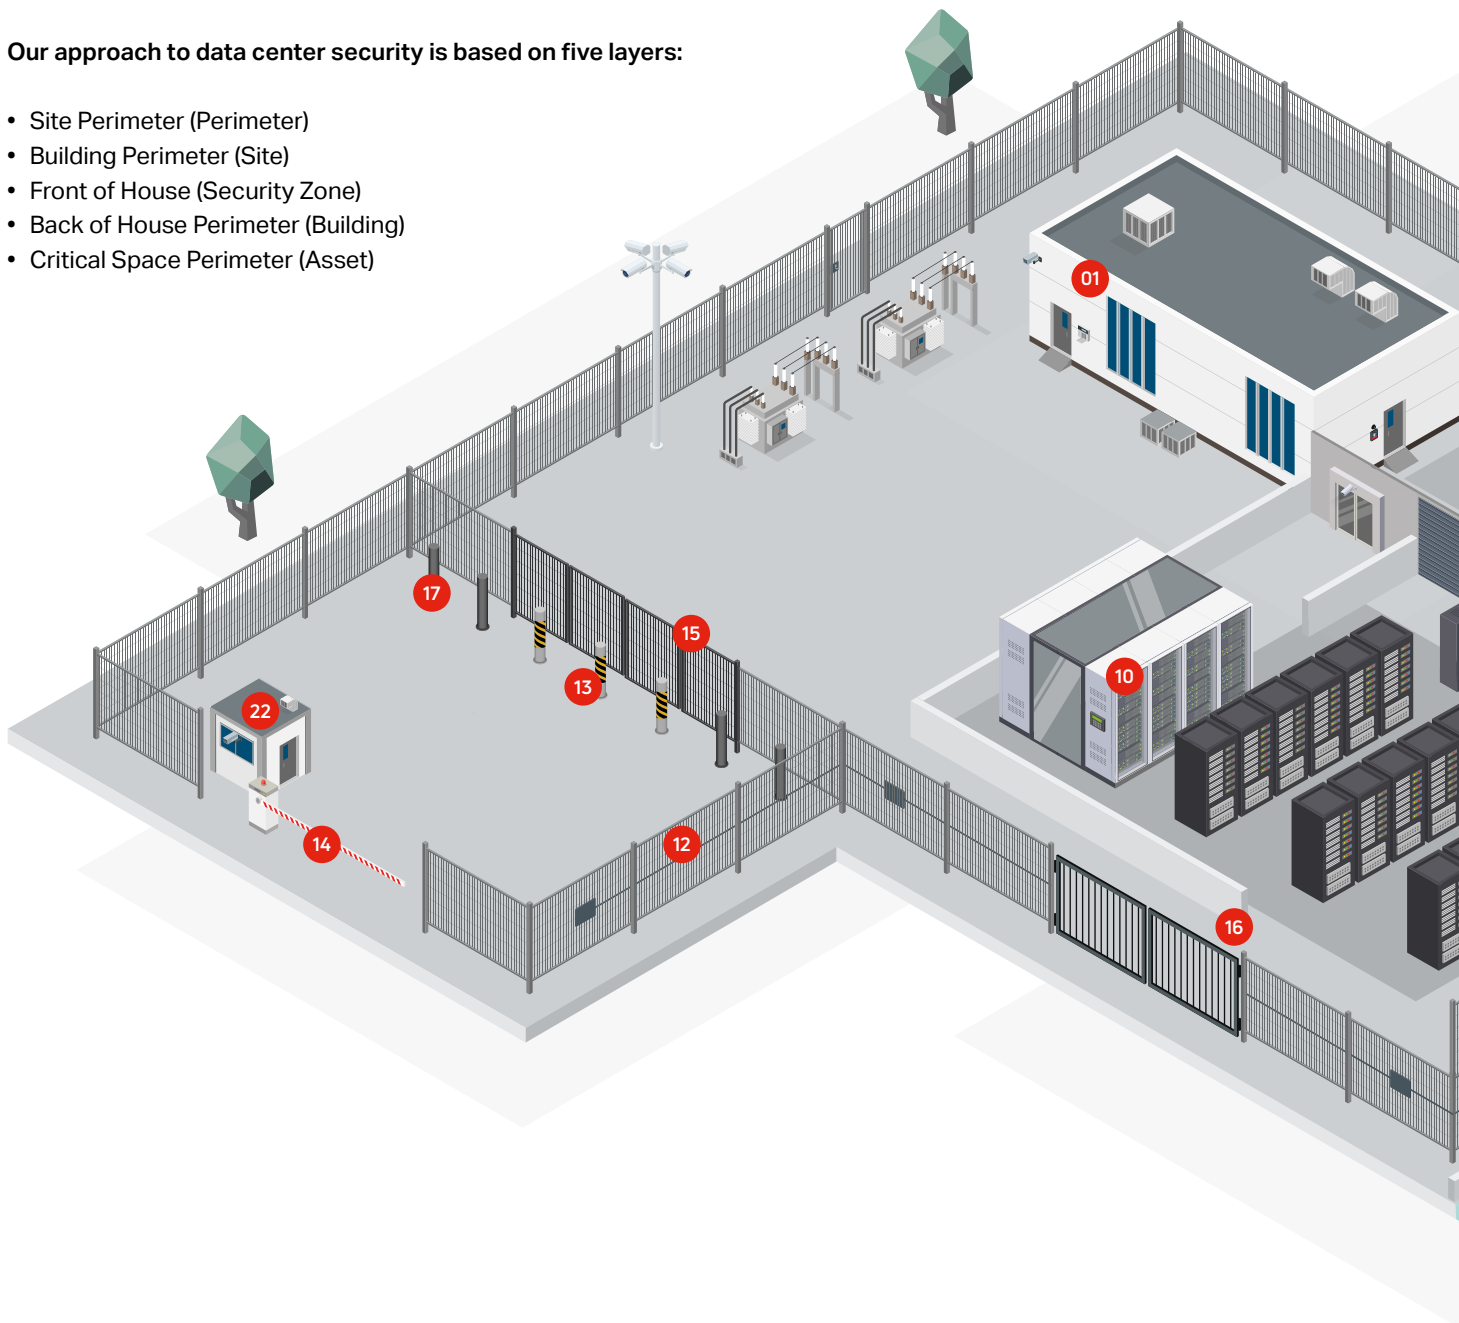 Our approach to data center security is based on five layers:
• Site Perimeter (Perimeter)
• Building Perimeter (Site)
• Front of House (Security Zone)
• Back of House Perimeter (Building)
• Critical Space Perimeter (Asset)
01
17
15
10
13
22
14
12
16